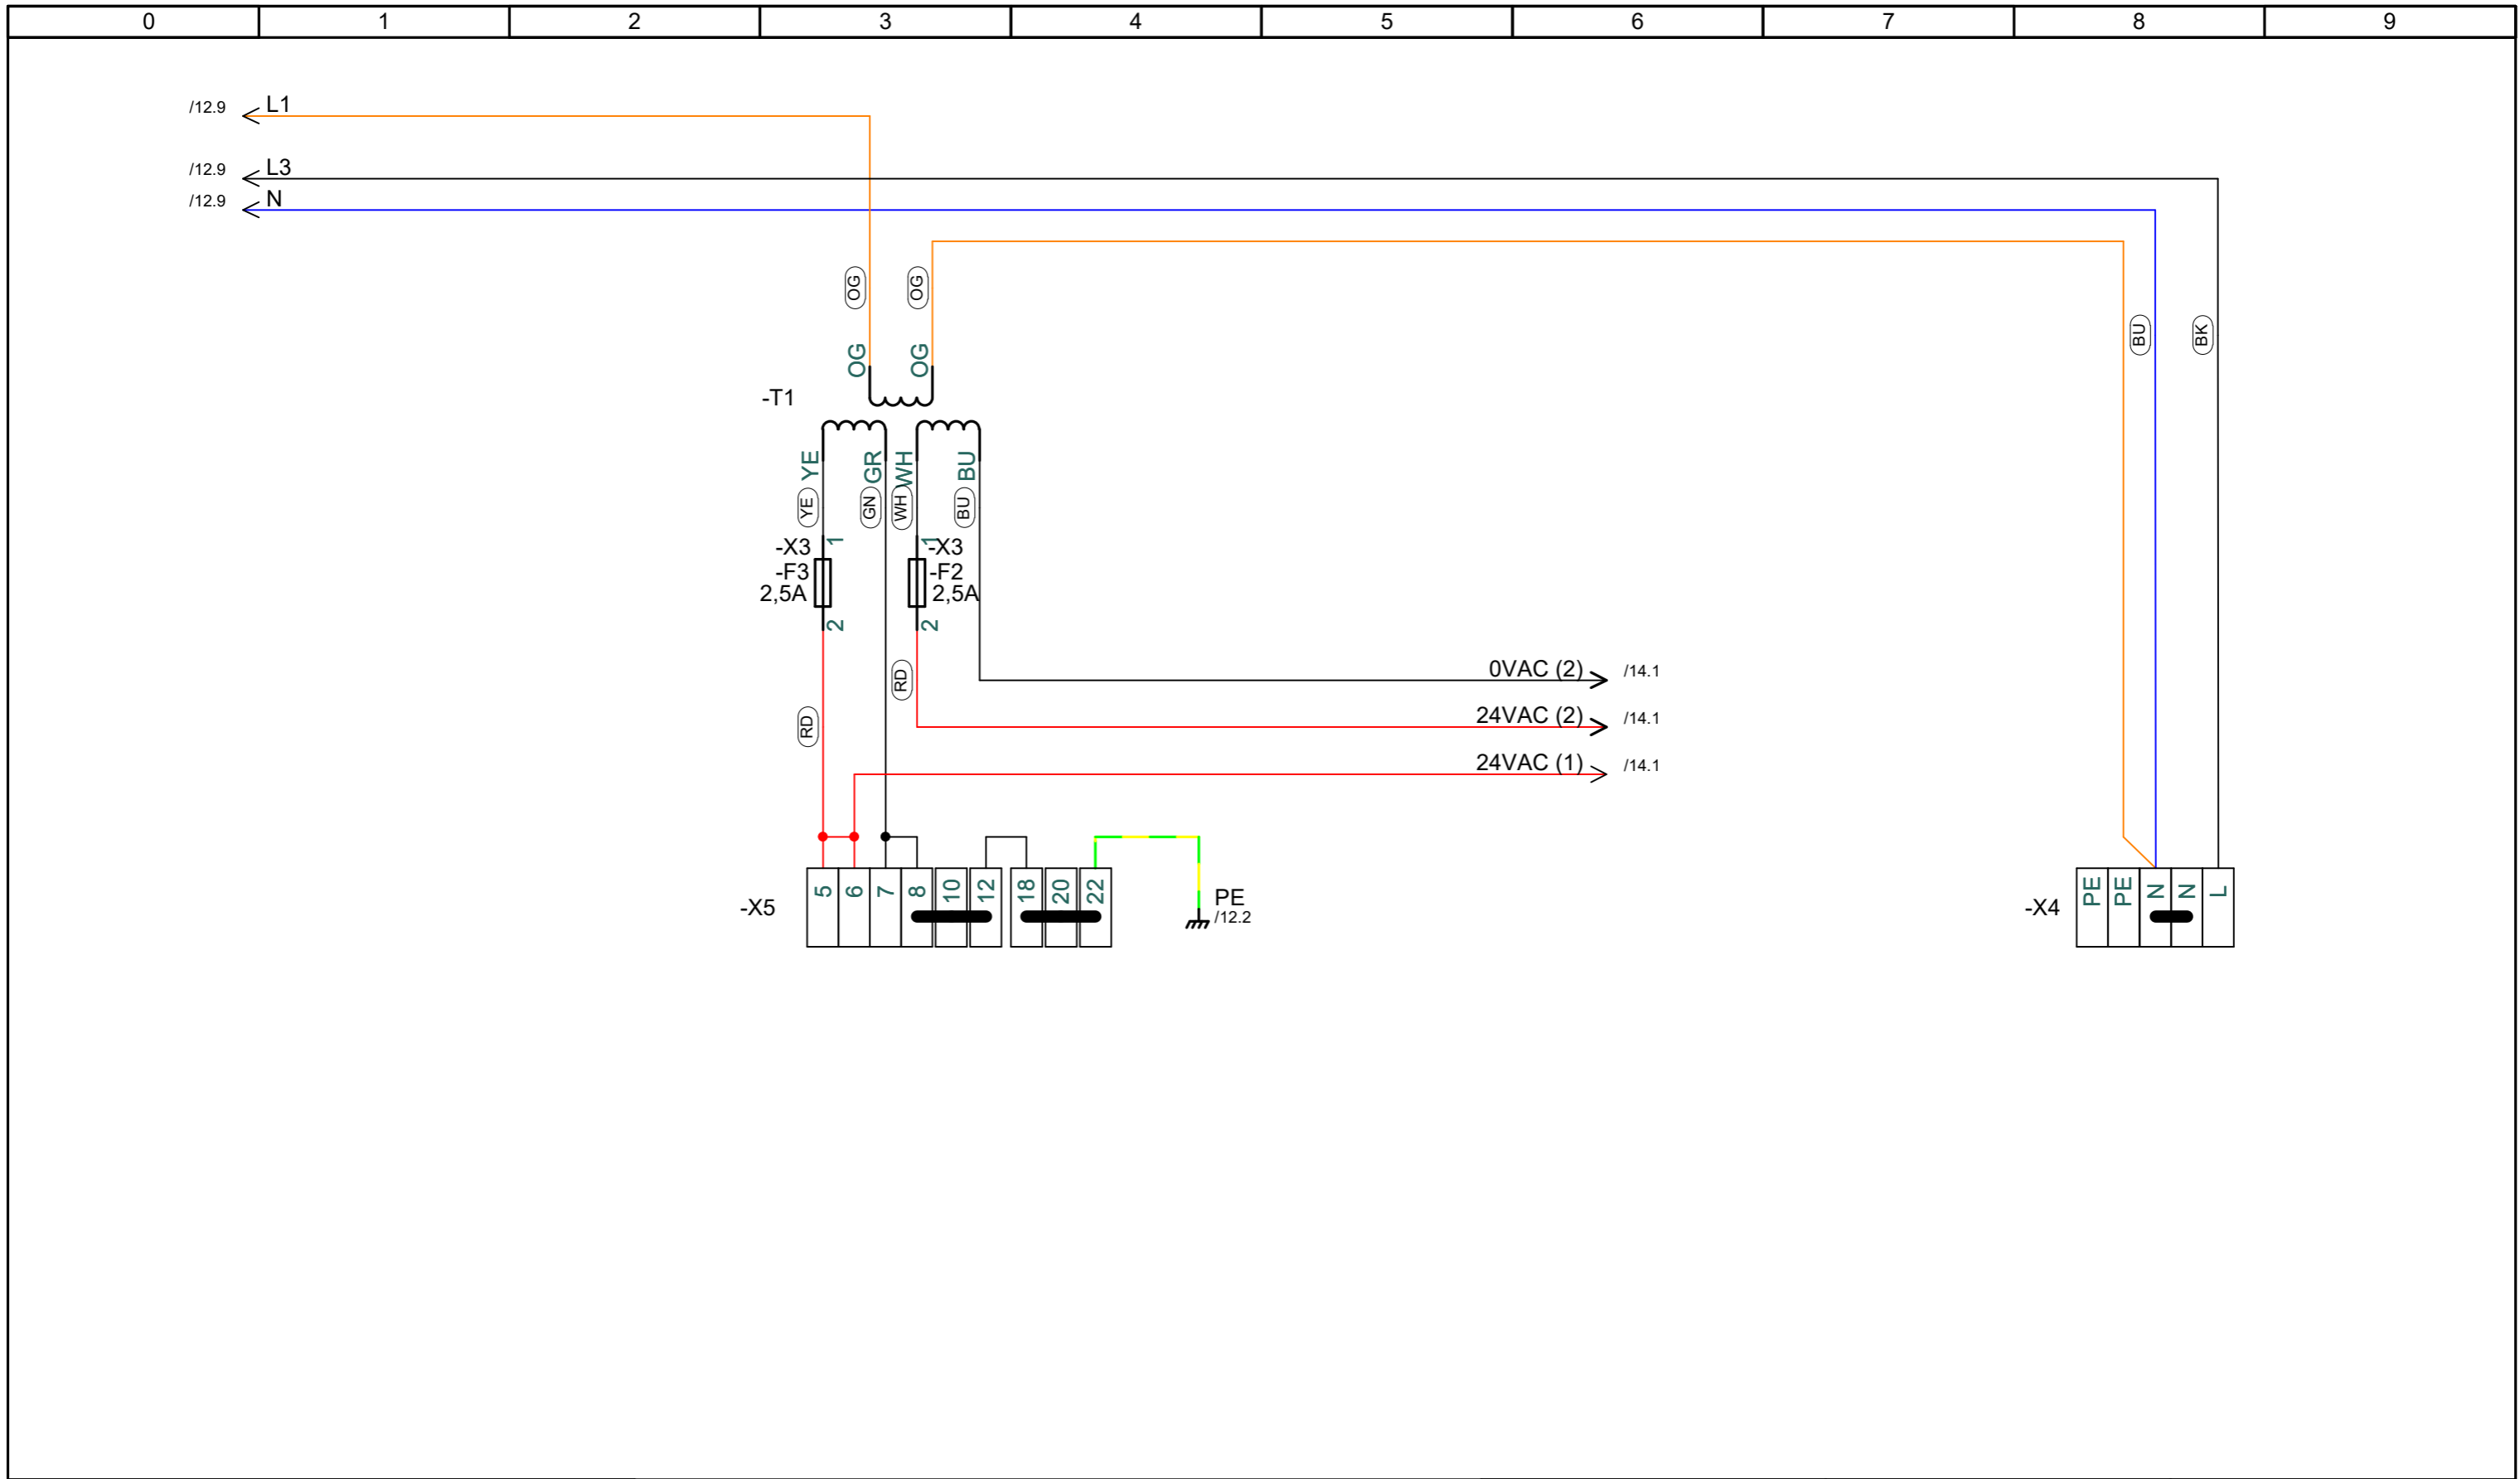 0 1 2 3 4 5 6 7 8 9
/12.9 L1
/12.9 L3
/12.9 N
OG OG
BU BK
OG OG
-T1
YE GR WH BU
YE GN WH BU
-X3 1 1 -X3
-F3 -F2
2,5A 2,5A
2 2
0VAC (2) /14.1
RD
24VAC (2) /14.1
RD
24VAC (1) /14.1
-X5 5 6 7 8 10 12 18 20 22
PE
/12.2
-X4 PE PE N N L